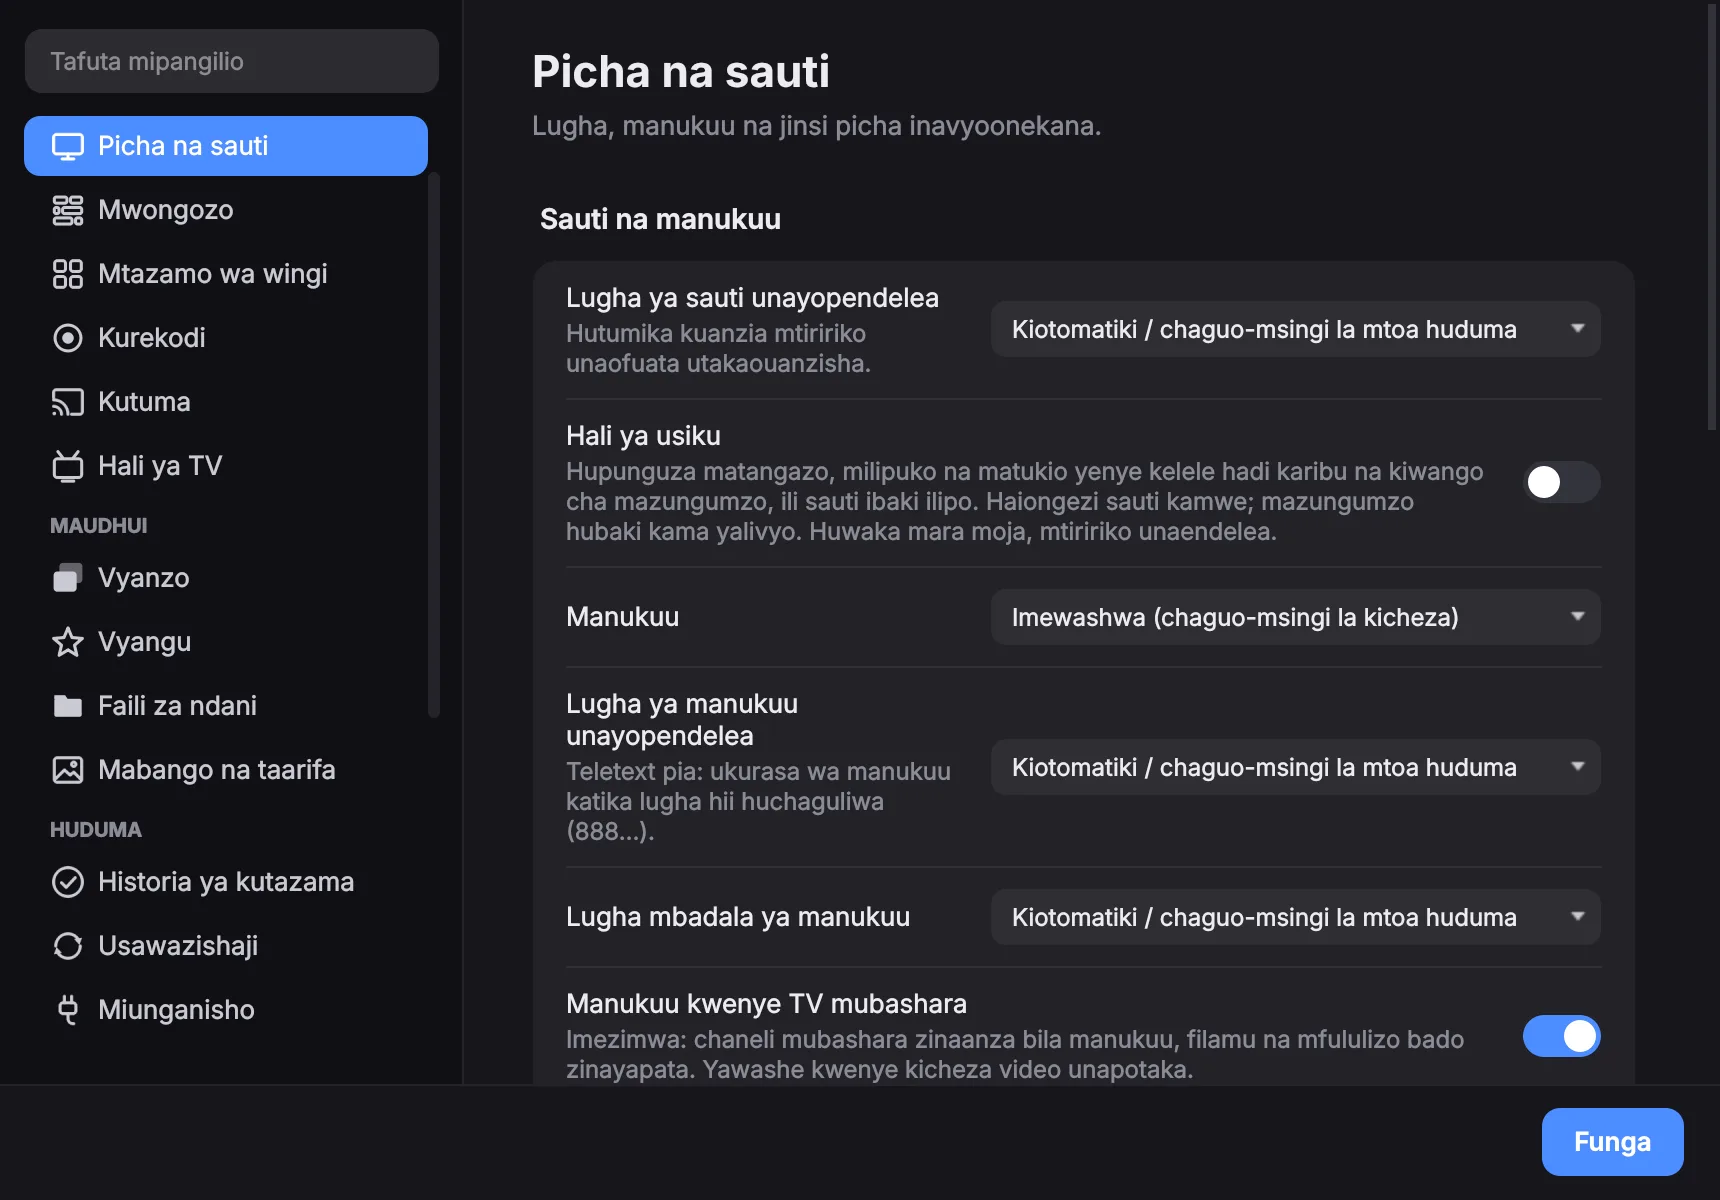 Tafuta mipangilio
Picha na sauti
Mwongozo
Mtazamo wa wingi
Kurekodi
Kutuma
Hali ya TV
MAUDHUI
Vyanzo
Vyangu
Faili za ndani
Mabango na taarifa
HUDUMA
Historia ya kutazama
Usawazishaji
Miunganisho
Picha na sauti
Lugha, manukuu na jinsi picha inavyoonekana.
Sauti na manukuu
Lugha ya sauti unayopendelea
Hutumika kuanzia mtiririko
unaofuata utakaouanzisha.
Kiotomatiki / chaguo-msingi la mtoa huduma
Hali ya usiku
Hupunguza matangazo, milipuko na matukio yenye kelele hadi karibu na kiwango
cha mazungumzo, ili sauti ibaki ilipo. Haiongezi sauti kamwe; mazungumzo
hubaki kama yalivyo. Huwaka mara moja, mtiririko unaendelea.
Manukuu
Imewashwa (chaguo-msingi la kicheza)
Lugha ya manukuu
unayopendelea
Teletext pia: ukurasa wa manukuu
katika lugha hii huchaguliwa
(888...).
Kiotomatiki / chaguo-msingi la mtoa huduma
Lugha mbadala ya manukuu
Kiotomatiki / chaguo-msingi la mtoa huduma
Manukuu kwenye TV mubashara
Imezimwa: chaneli mubashara zinaanza bila manukuu, filamu na mfululizo bado
zinayapata. Yawashe kwenye kicheza video unapotaka.
Funga